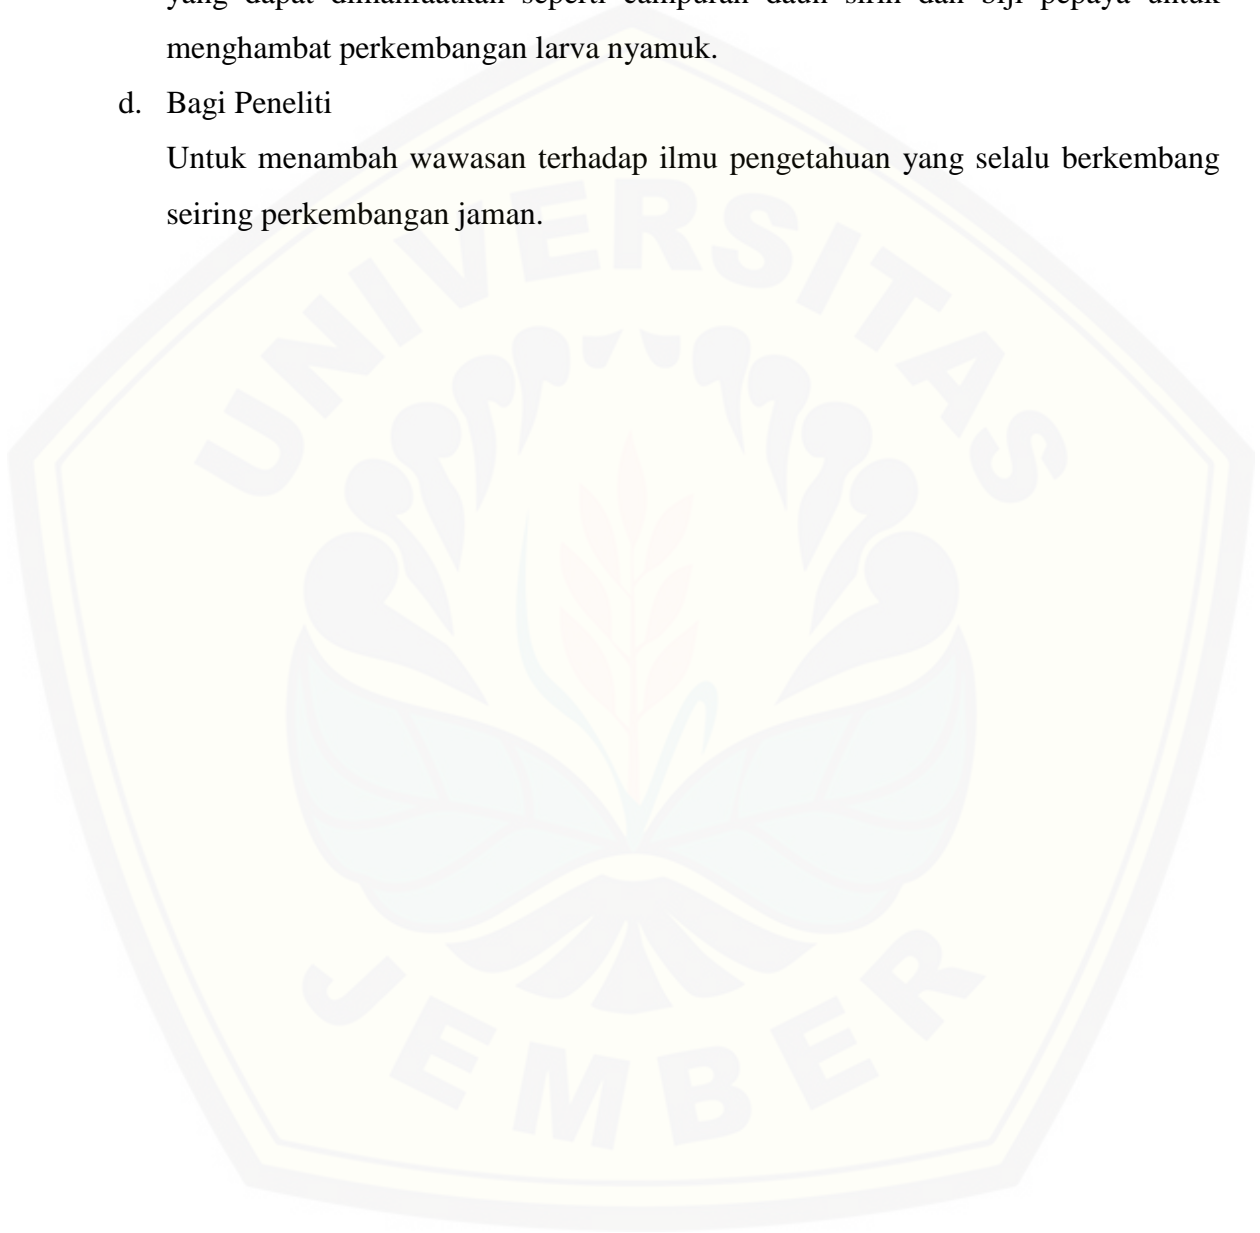 yang dapat dimanfaatkan seperti campuran daun sirih dan biji pepaya untuk
menghambat perkembangan larva nyamuk.
d. Bagi Peneliti
Untuk menambah wawasan terhadap ilmu pengetahuan yang selalu berkembang
seiring perkembangan jaman.
UNIVERSITAS
JEMBER